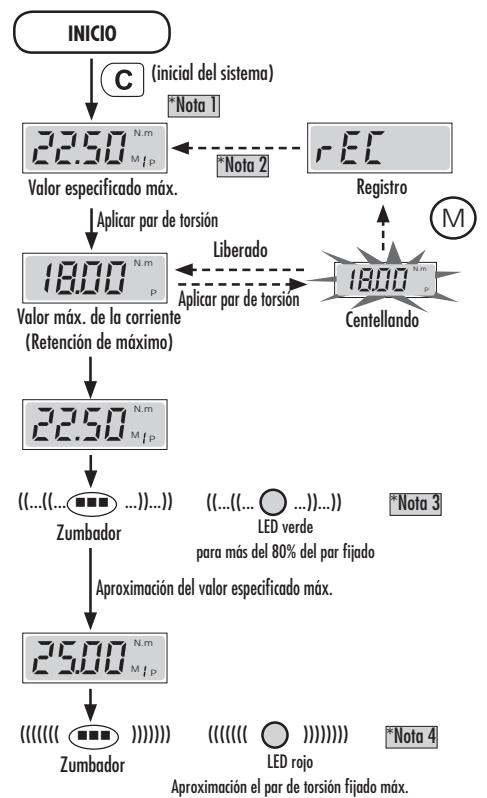 INICIO
C (inicial del sistema)
*Nota 1
22.50 N.m M1 P
*Nota 2
rEC
Valor especificado máx.
Registro
M
Aplicar par de torsión
18.00 N.m P
Liberado
Aplicar par de torsión
18.00 N.m P
Valor máx. de la corriente
(Retención de máximo)
Centellando
22.50 N.m M1 P
((...((... ...))...)) ((...((... ...))...)) *Nota 3
Zumbador
LED verde
para más del 80% del par fijado
Aproximación del valor especificado máx.
25.00 N.m M1 P
((((((( ))))))) ((((((( )))))))) *Nota 4
Zumbador
LED rojo
Aproximación el par de torsión fijado máx.